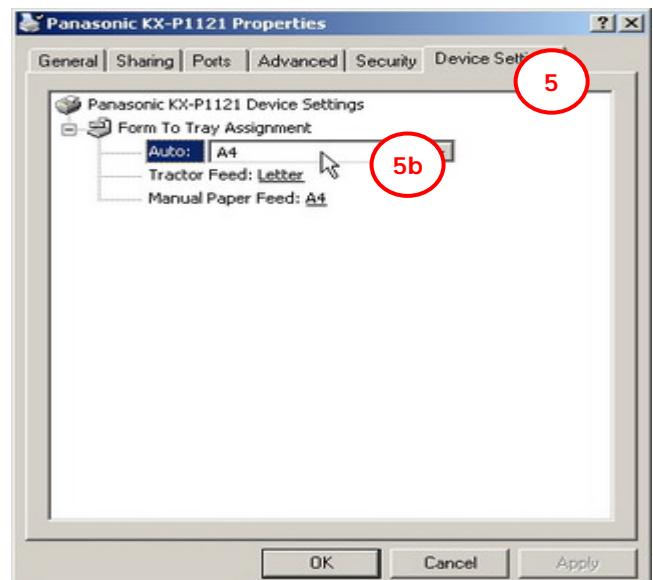 Panasonic KX-P1121 Properties
General Sharing Ports Advanced Security Device Sett
5
Panasonic KX-P1121 Device Settings
Form To Tray Assignment
Auto: A4
5b
Tractor Feed: Letter
Manual Paper Feed: A4
OK Cancel Apply